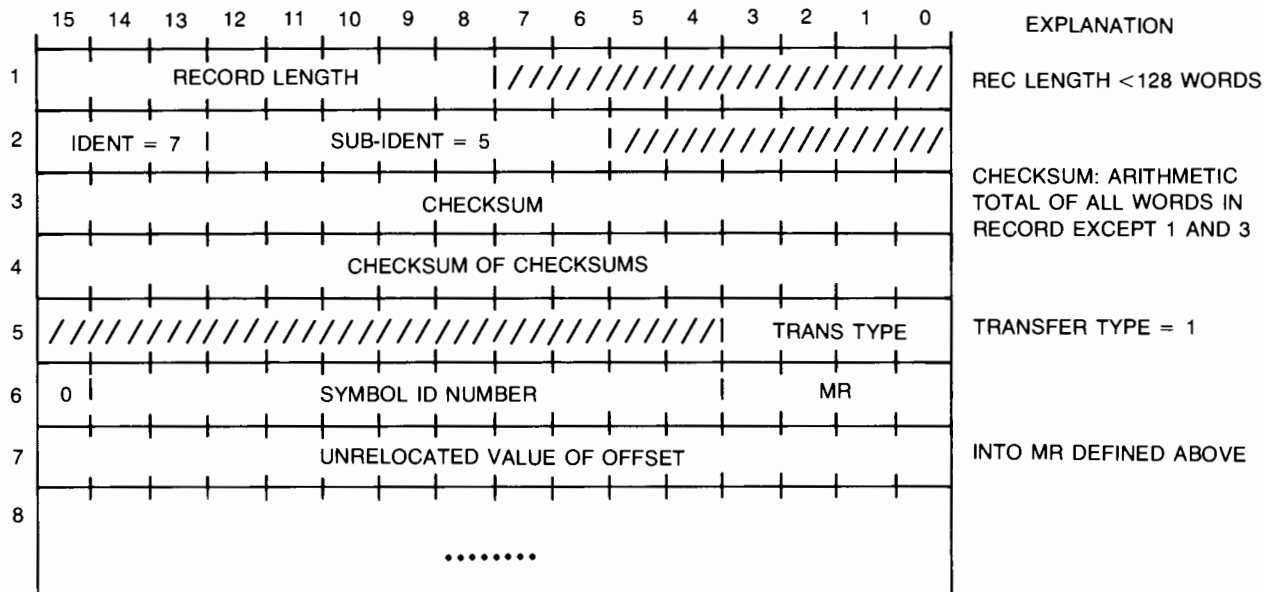 15 14 13 12 11 10 9 8 7 6 5 4 3 2 1 0
EXPLANATION
1 RECORD LENGTH REC LENGTH <128 WORDS
2 IDENT = 7 SUB-IDENT = 5
3 CHECKSUM
CHECKSUM: ARITHMETIC
TOTAL OF ALL WORDS IN
RECORD EXCEPT 1 AND 3
4 CHECKSUM OF CHECKSUMS
5 TRANS TYPE TRANSFER TYPE = 1
6 0 SYMBOL ID NUMBER MR
7 UNRELOCATED VALUE OF OFFSET INTO MR DEFINED ABOVE
8
........